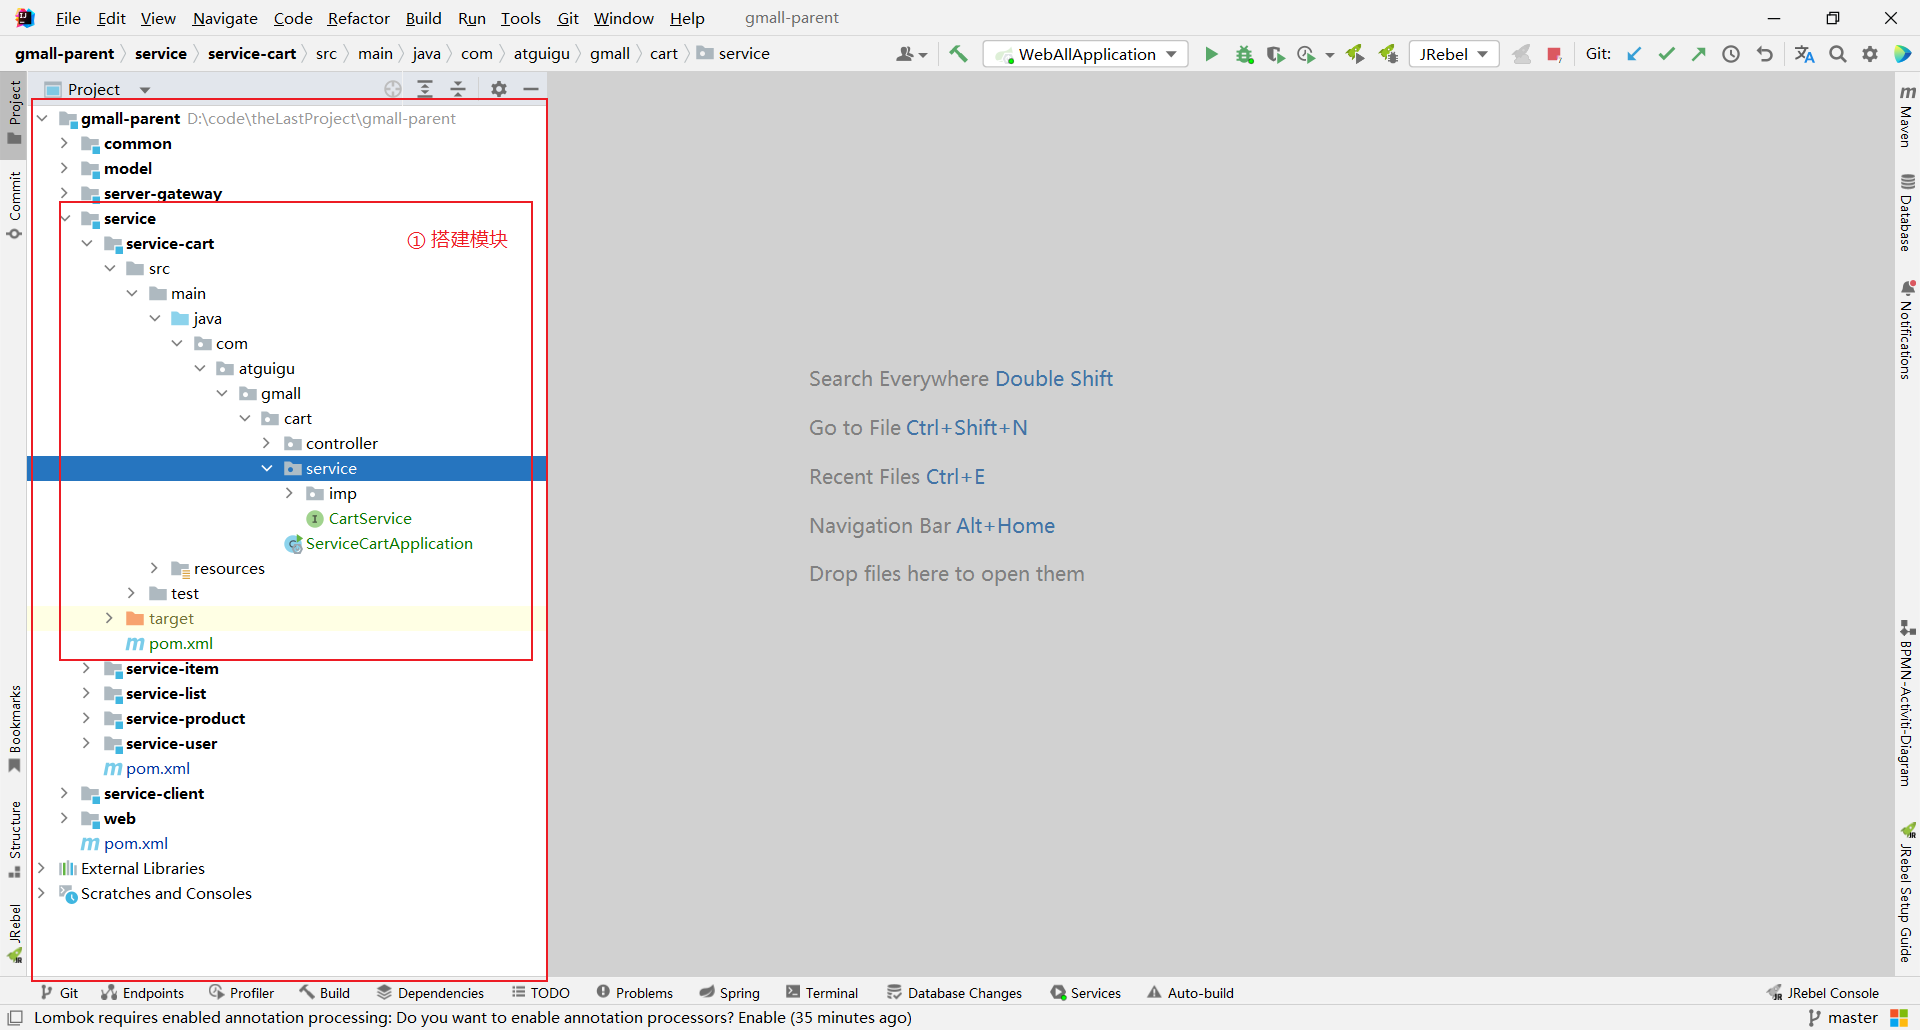 File Edit View Navigate Code Refactor Build Run Tools Git Window Help gmall-parent
gmall-parent service service-cart src main java com atguigu gmall cart service
WebAllApplication
JRebel
Git:
Project
gmall-parent D:\code\theLastProject\gmall-parent
common
model
server-gateway
service
service-cart
① 搭建模块
src
main
java
com
atguigu
gmall
cart
controller
service
imp
CartService
ServiceCartApplication
resources
test
target
pom.xml
service-item
service-list
service-product
service-user
pom.xml
service-client
web
pom.xml
External Libraries
Scratches and Consoles
Project
Commit
Bookmarks
Structure
JRebel
Search Everywhere Double Shift
Go to File Ctrl+Shift+N
Recent Files Ctrl+E
Navigation Bar Alt+Home
Drop files here to open them
Maven
Database
Notifications
BPMN-Activiti-Diagram
JRebel Setup Guide
Git Endpoints Profiler Build Dependencies TODO Problems Spring Terminal Database Changes Services Auto-build JRebel Console
Lombok requires enabled annotation processing: Do you want to enable annotation processors? Enable (35 minutes ago) master